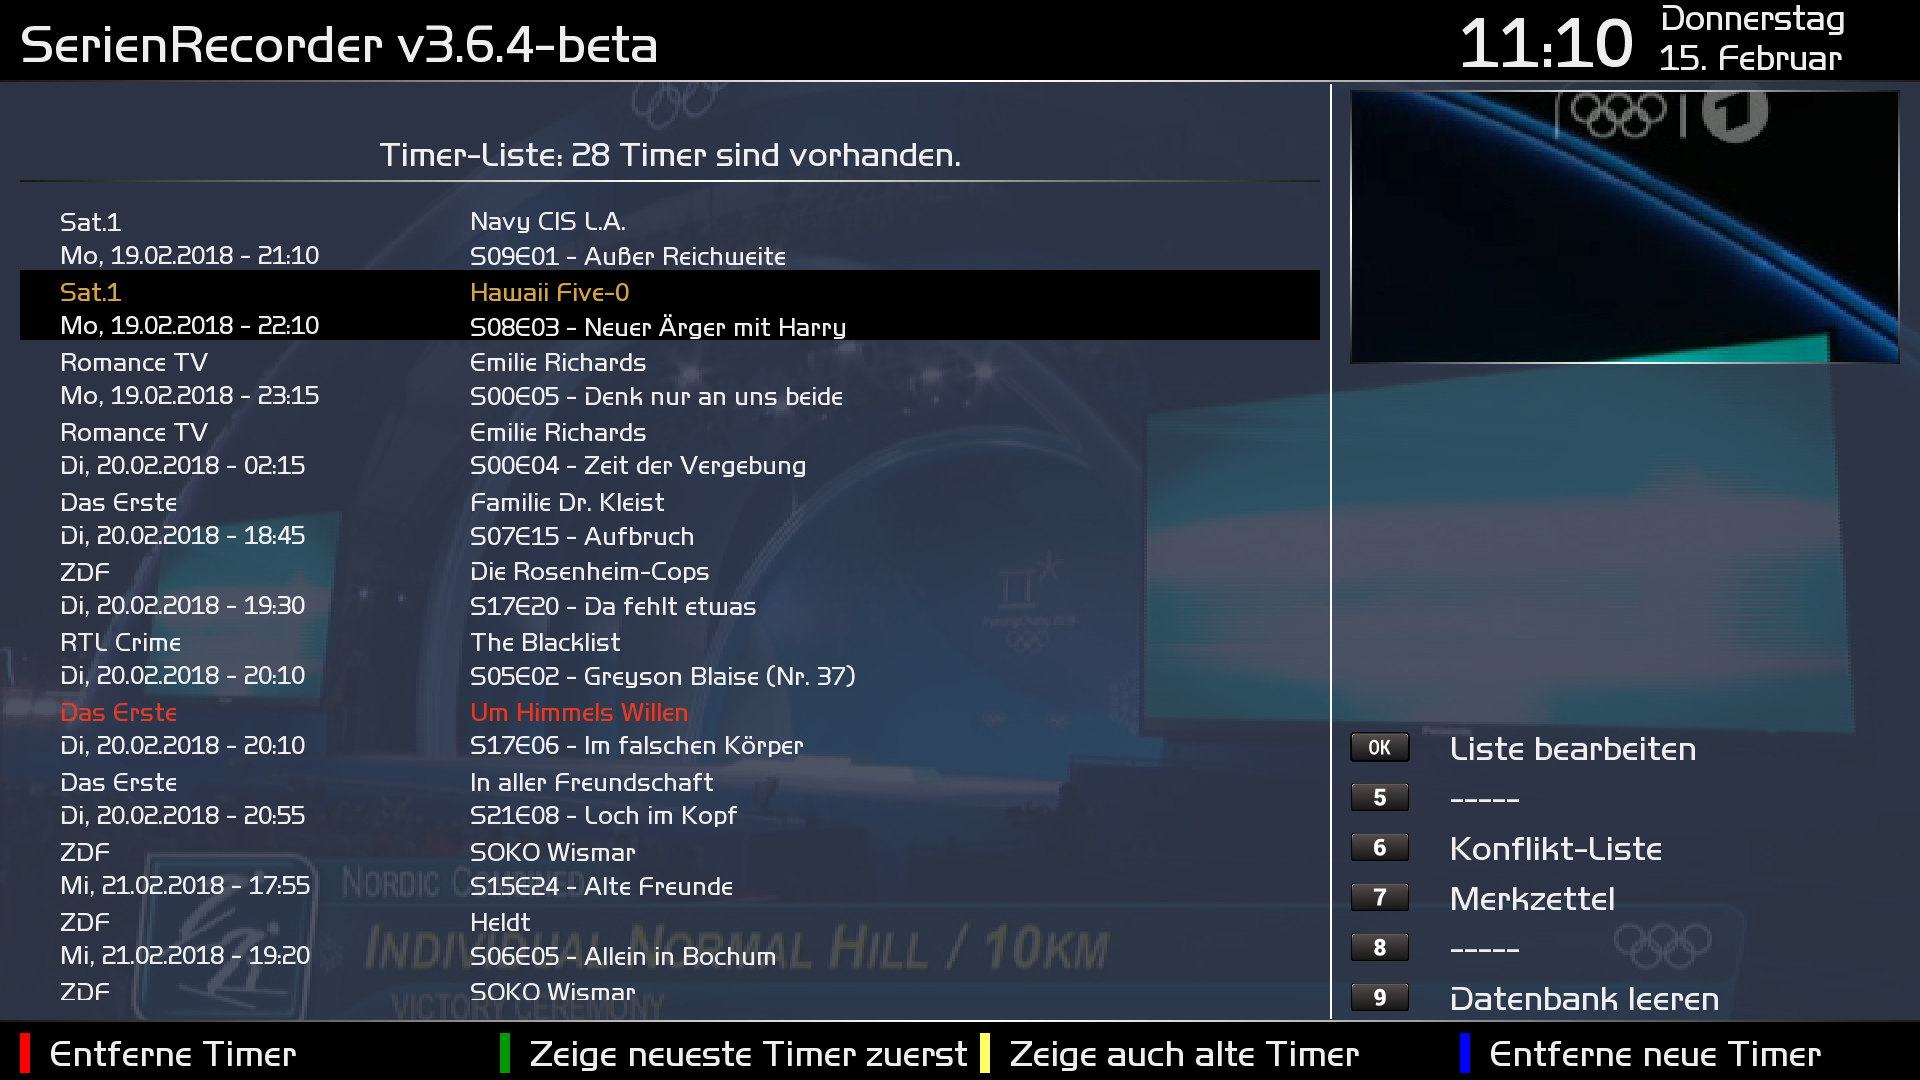 SerienRecorder v3.6.4-beta
11:10
Donnerstag
15. Februar
Timer-Liste: 28 Timer sind vorhanden.
Sat.1 Navy CIS L.A.
Mo, 19.02.2018 - 21:10 S09E01 - Außer Reichweite
Sat.1 Hawaii Five-0
Mo, 19.02.2018 - 22:10 S08E03 - Neuer Ärger mit Harry
Romance TV Emilie Richards
Mo, 19.02.2018 - 23:15 S00E05 - Denk nur an uns beide
Romance TV Emilie Richards
Di, 20.02.2018 - 02:15 S00E04 - Zeit der Vergebung
Das Erste Familie Dr. Kleist
Di, 20.02.2018 - 18:45 S07E15 - Aufbruch
ZDF Die Rosenheim-Cops
Di, 20.02.2018 - 19:30 S17E20 - Da fehlt etwas
RTL Crime The Blacklist
Di, 20.02.2018 - 20:10 S05E02 - Greyson Blaise (Nr. 37)
Das Erste Um Himmels Willen
Di, 20.02.2018 - 20:10 S17E06 - Im falschen Körper
Das Erste In aller Freundschaft
Di, 20.02.2018 - 20:55 S21E08 - Loch im Kopf
ZDF SOKO Wismar
Mi, 21.02.2018 - 17:55 S15E24 - Alte Freunde
ZDF Heldt
Mi, 21.02.2018 - 19:20 S06E05 - Allein in Bochum
ZDF SOKO Wismar
NORDIC COMBINED
INDIVIDUAL NORMAL HILL / 10KM
VICTORY CEREMONY
OK Liste bearbeiten
5 -----
6 Konflikt-Liste
7 Merkzettel
8 -----
9 Datenbank leeren
Entferne Timer
Zeige neueste Timer zuerst
Zeige auch alte Timer
Entferne neue Timer